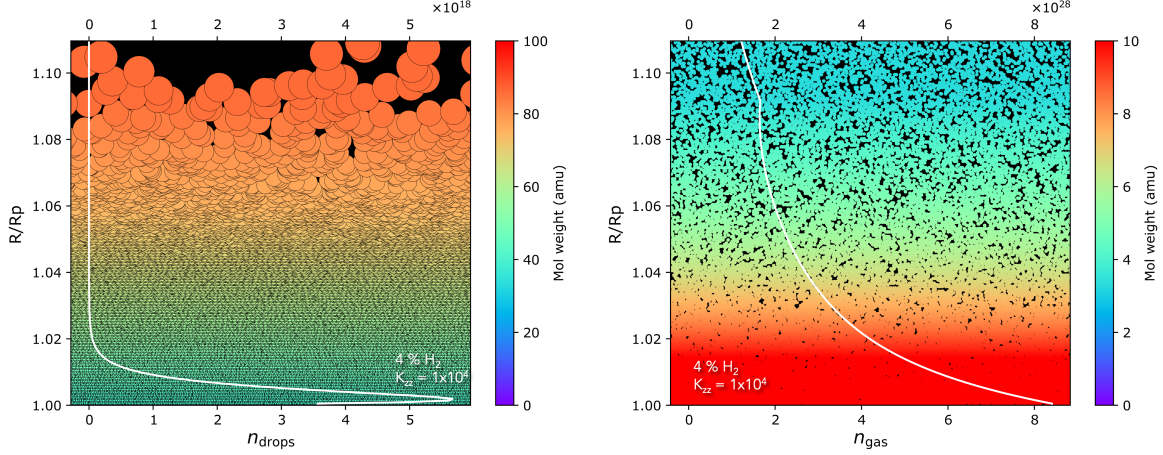 ×10¹⁸
0 1 2 3 4 5
1.10
1.08
1.06
1.04
1.02
1.00
R/Rp
4 % H₂
K_zz = 1x10⁴
0 1 2 3 4 5
n_drops
100
80
60
40
20
0
Mol weight (amu)
×10²⁸
0 2 4 6 8
1.10
1.08
1.06
1.04
1.02
1.00
R/Rp
4 % H₂
K_zz = 1x10⁴
0 2 4 6 8
n_gas
10
8
6
4
2
0
Mol weight (amu)